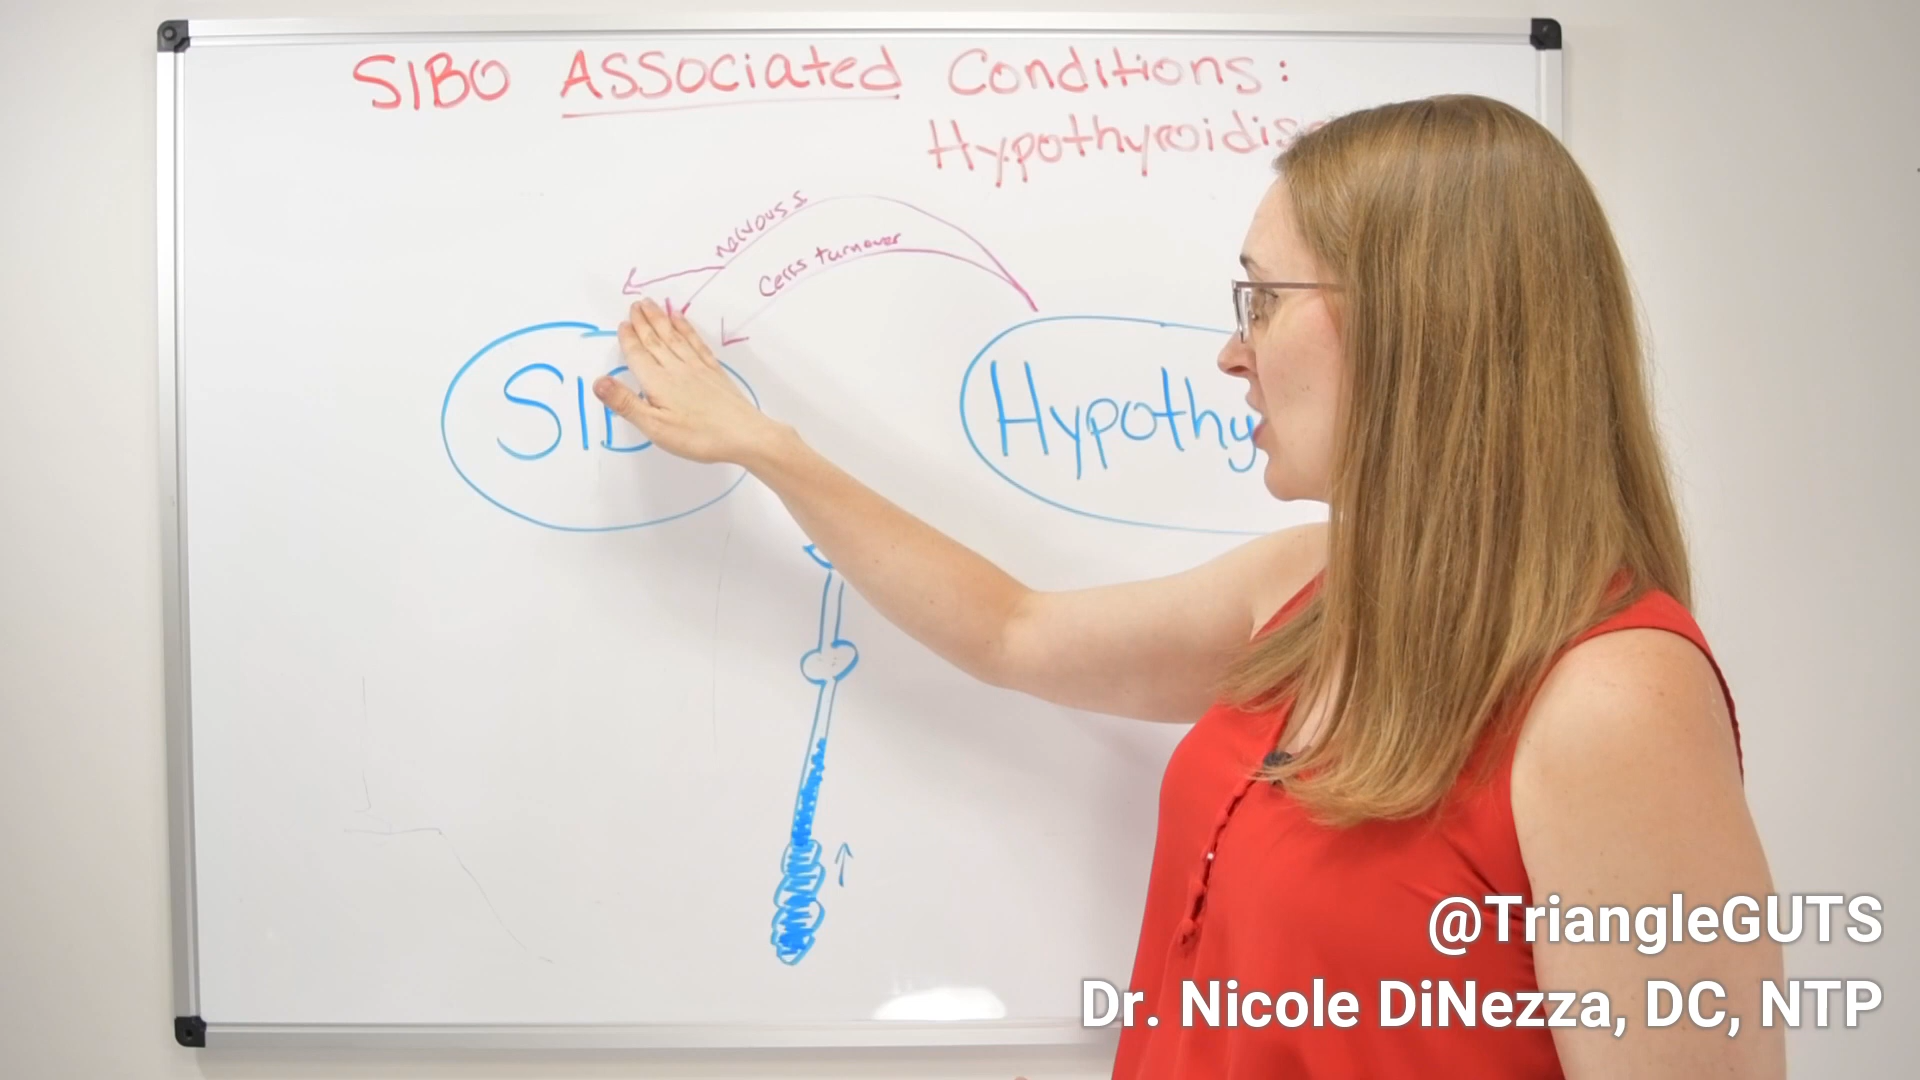 SIBO ASSociated Conditions:
Hypothyroidis
nervous s
Cells turnover
SIB
Hypothy
@TriangleGUTS
Dr. Nicole DiNezza, DC, NTP